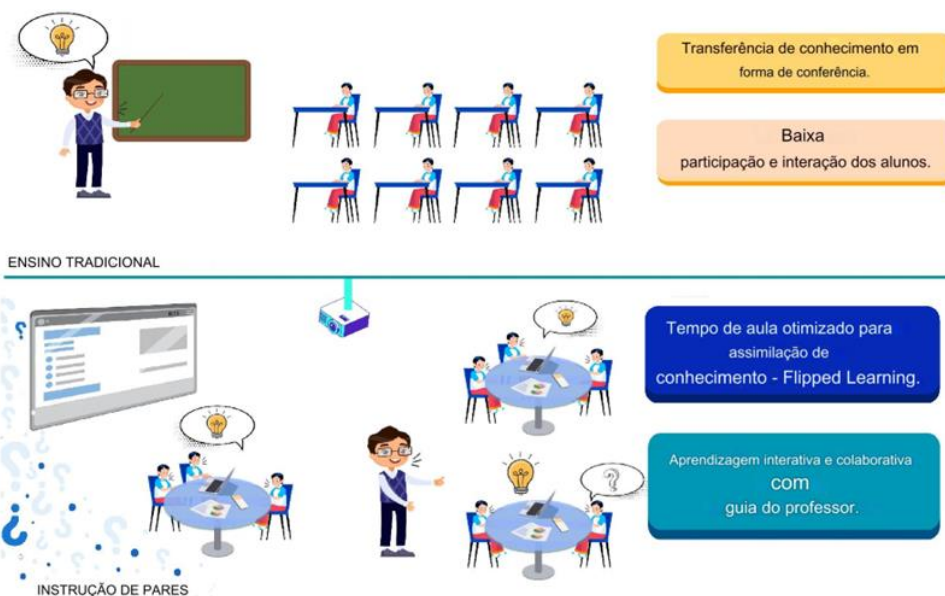 Transferência de conhecimento em
forma de conferência.
Baixa
participação e interação dos alunos.
ENSINO TRADICIONAL
Tempo de aula otimizado para
assimilação de
conhecimento - Flipped Learning.
Aprendizagem interativa e colaborativa
com
guia do professor.
INSTRUÇÃO DE PARES